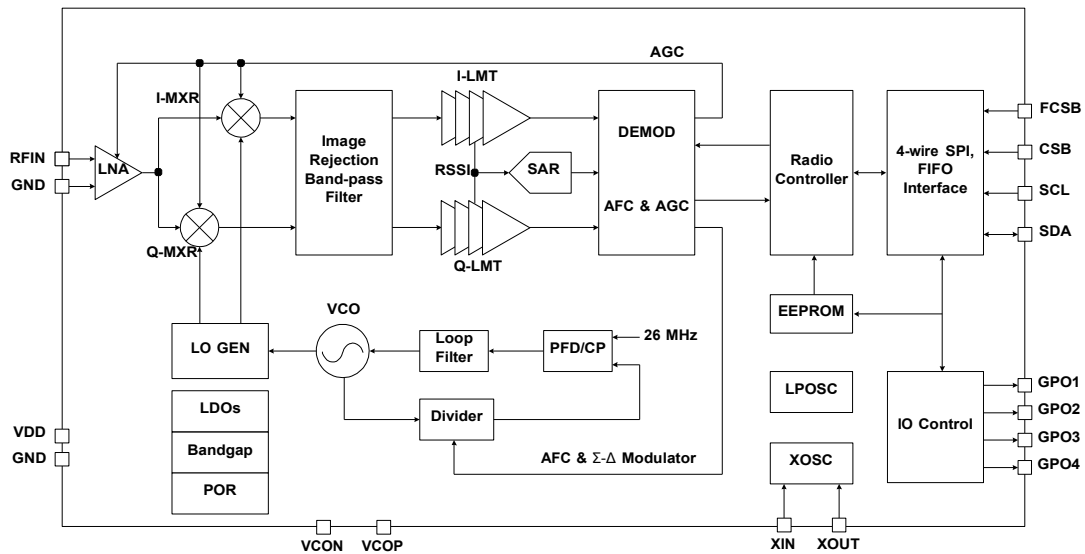 AGC
I-LMT
I-MXR
RFIN
GND
LNA
Image
Rejection
Band-pass
Filter
RSSI
SAR
DEMOD
AFC & AGC
Radio
Controller
4-wire SPI,
FIFO
Interface
FCSB
CSB
SCL
SDA
Q-MXR
Q-LMT
VCO
EEPROM
LO GEN
Loop
Filter
PFD/CP
26 MHz
LDOs
Divider
LPOSC
IO Control
GPO1
GPO2
GPO3
GPO4
VDD
GND
Bandgap
AFC & Σ-Δ Modulator
XOSC
POR
VCON
VCOP
XIN
XOUT